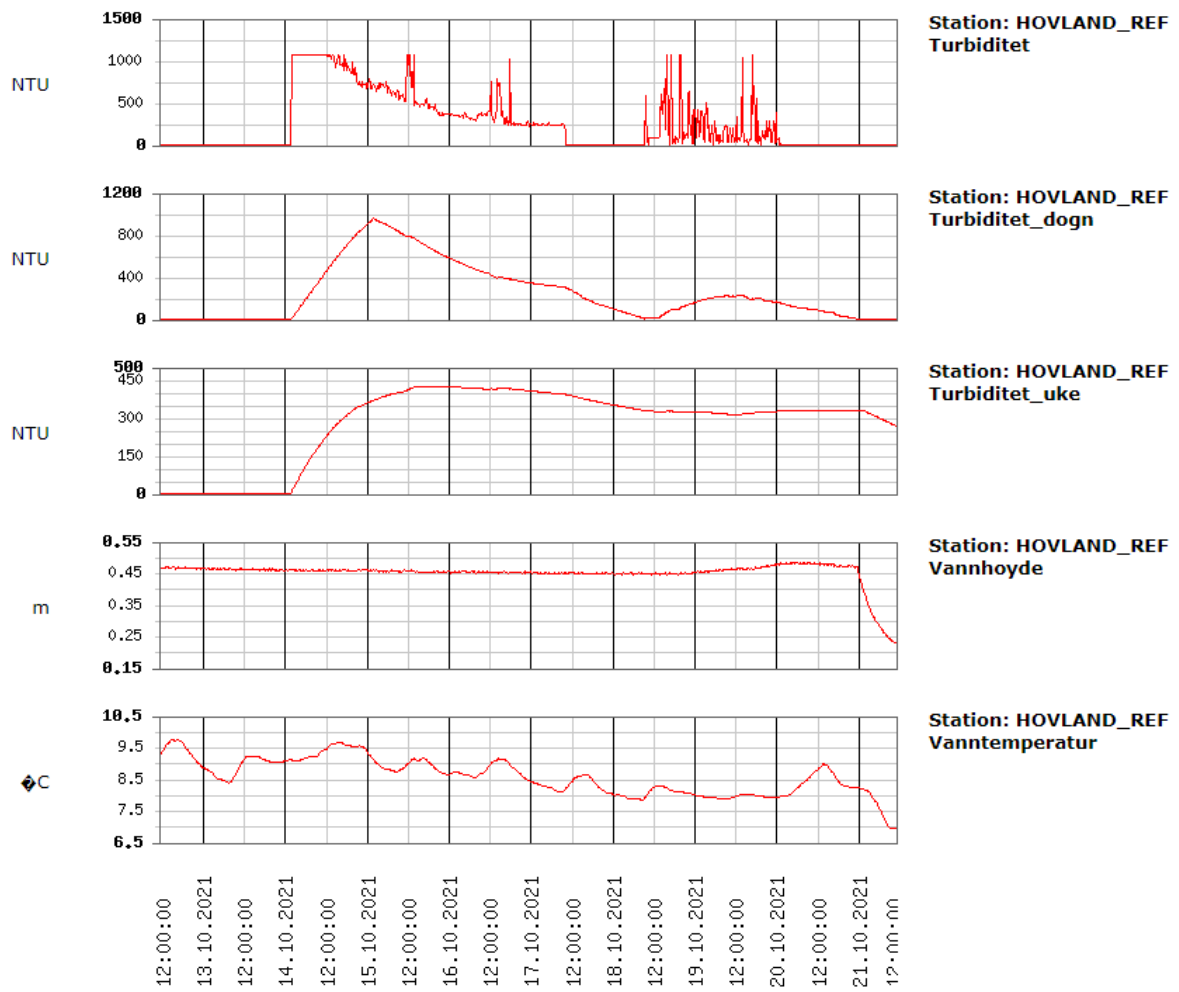 1500
1000
500
0
NTU
Station: HOVLAND_REF
Turbiditet
1200
800
400
0
NTU
Station: HOVLAND_REF
Turbiditet_dogn
500
450
300
150
0
NTU
Station: HOVLAND_REF
Turbiditet_uke
0.55
0.45
0.35
0.25
0.15
m
Station: HOVLAND_REF
Vannhoyde
10.5
9.5
8.5
7.5
6.5
�C
Station: HOVLAND_REF
Vanntemperatur
12:00:00
13.10.2021
12:00:00
14.10.2021
12:00:00
15.10.2021
12:00:00
16.10.2021
12:00:00
17.10.2021
12:00:00
18.10.2021
12:00:00
19.10.2021
12:00:00
20.10.2021
12:00:00
21.10.2021
12:00:00